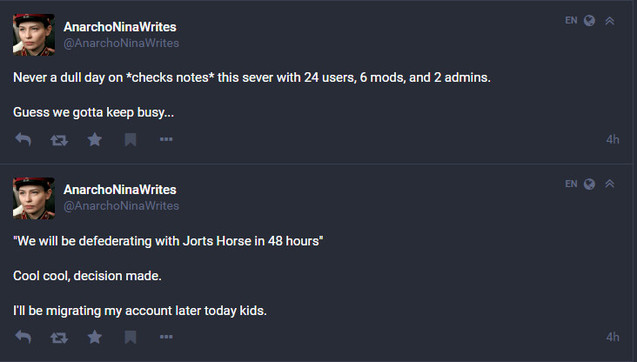 AnarchoNinaWrites
EN
@AnarchoNinaWrites
Never a dull day on *checks notes* this sever with 24 users, 6 mods, and 2 admins.
Guess we gotta keep busy...
4h
AnarchoNinaWrites
EN
@AnarchoNinaWrites
"We will be defederating with Jorts Horse in 48 hours"
Cool cool, decision made.
I'll be migrating my account later today kids.
4h